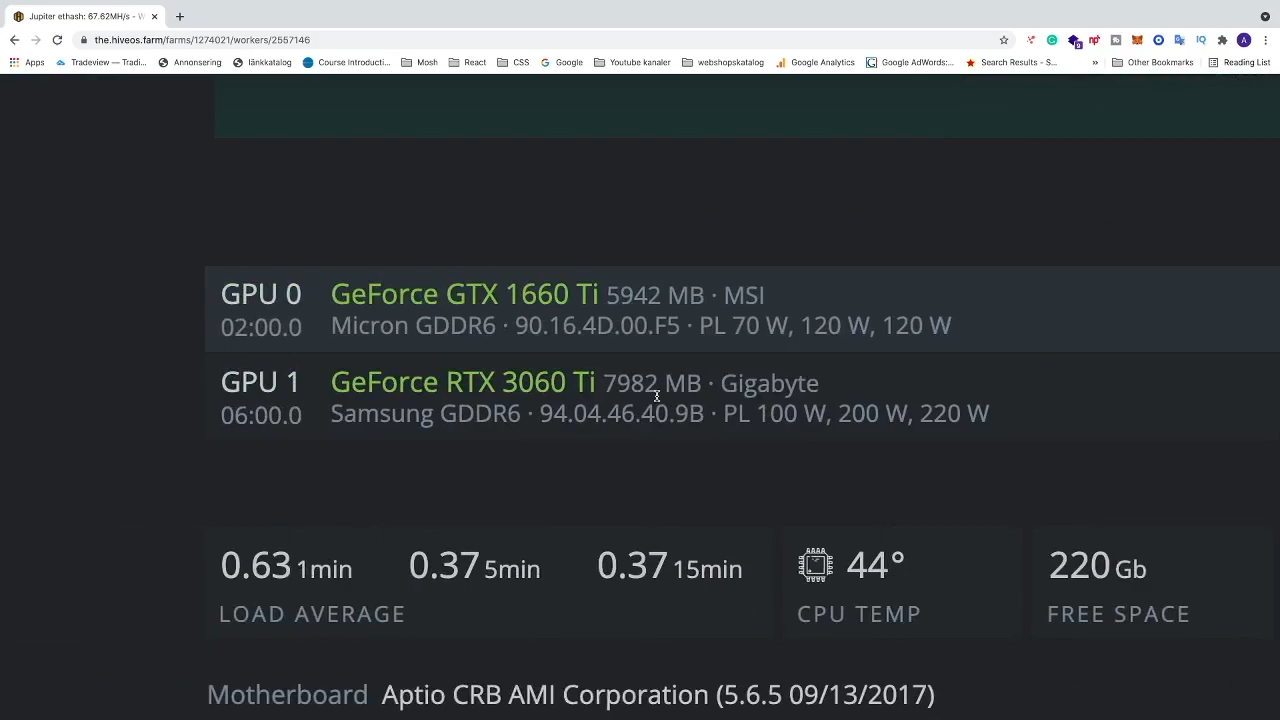 Jupiter ethash: 67.62MH/s - W
the.hiveos.farm/farms/1274021/workers/2557146
Apps Tradeview – Tradi... Annonsering länkkatalog Course Introducti... Mosh React CSS Google Youtube kanaler webshopskatalog Google Analytics Google AdWords:... Search Results - S... » Other Bookmarks Reading List
GPU 0 GeForce GTX 1660 Ti 5942 MB · MSI
02:00.0 Micron GDDR6 · 90.16.4D.00.F5 · PL 70 W, 120 W, 120 W
GPU 1 GeForce RTX 3060 Ti 7982 MB · Gigabyte
06:00.0 Samsung GDDR6 · 94.04.46.40.9B · PL 100 W, 200 W, 220 W
0.63 1min 0.37 5min 0.37 15min 44° 220 Gb
LOAD AVERAGE CPU TEMP FREE SPACE
Motherboard Aptio CRB AMI Corporation (5.6.5 09/13/2017)